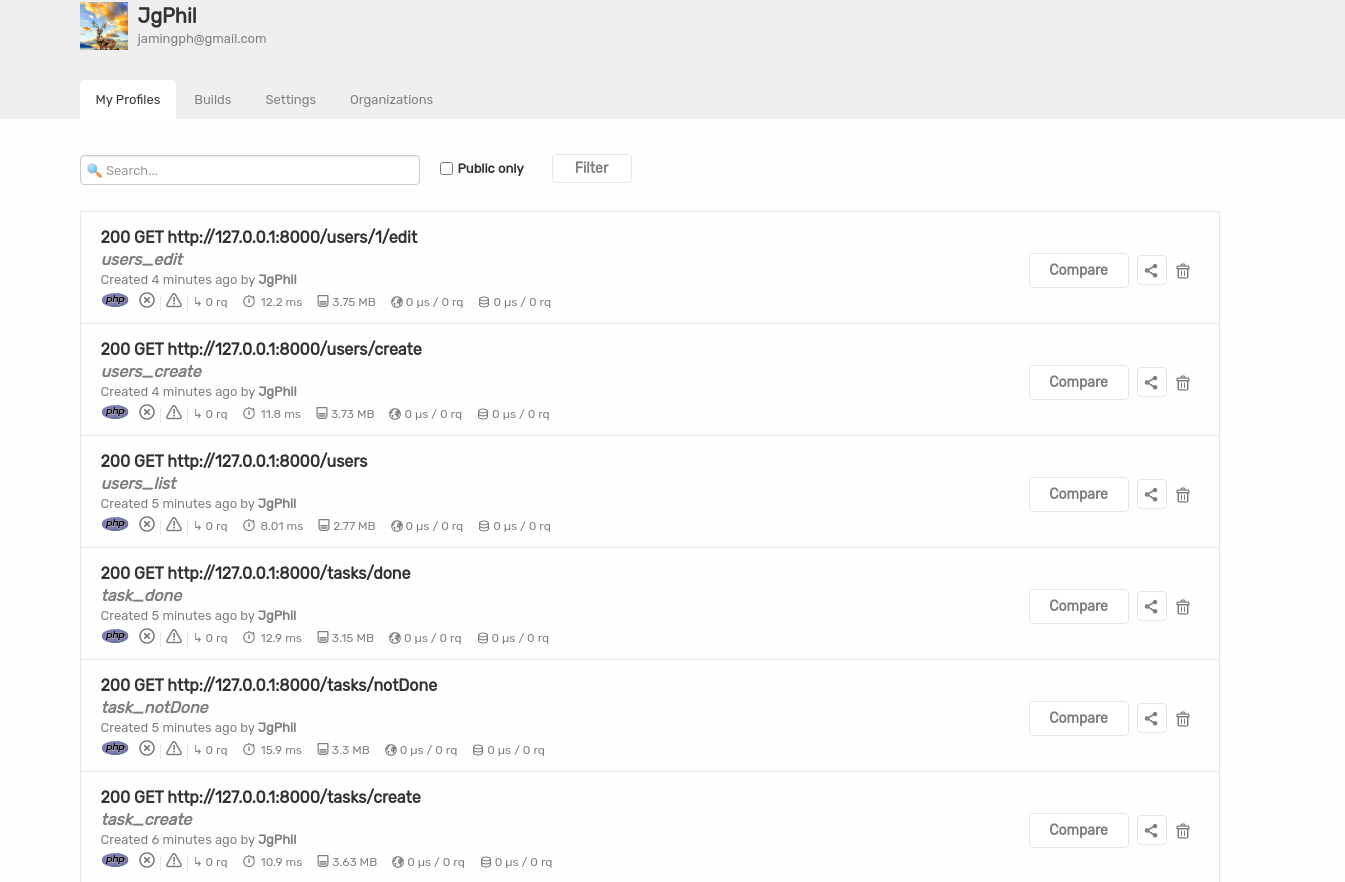 JgPhil
jamingph@gmail.com
My Profiles Builds Settings Organizations
Search... Public only Filter
200 GET http://127.0.0.1:8000/users/1/edit
users_edit
Compare
Created 4 minutes ago by JgPhil
php ↳ 0 rq 12.2 ms 3.75 MB 0 µs / 0 rq 0 µs / 0 rq
200 GET http://127.0.0.1:8000/users/create
users_create
Compare
Created 4 minutes ago by JgPhil
php ↳ 0 rq 11.8 ms 3.73 MB 0 µs / 0 rq 0 µs / 0 rq
200 GET http://127.0.0.1:8000/users
users_list
Compare
Created 5 minutes ago by JgPhil
php ↳ 0 rq 8.01 ms 2.77 MB 0 µs / 0 rq 0 µs / 0 rq
200 GET http://127.0.0.1:8000/tasks/done
task_done
Compare
Created 5 minutes ago by JgPhil
php ↳ 0 rq 12.9 ms 3.15 MB 0 µs / 0 rq 0 µs / 0 rq
200 GET http://127.0.0.1:8000/tasks/notDone
task_notDone
Compare
Created 5 minutes ago by JgPhil
php ↳ 0 rq 15.9 ms 3.3 MB 0 µs / 0 rq 0 µs / 0 rq
200 GET http://127.0.0.1:8000/tasks/create
task_create
Compare
Created 6 minutes ago by JgPhil
php ↳ 0 rq 10.9 ms 3.63 MB 0 µs / 0 rq 0 µs / 0 rq